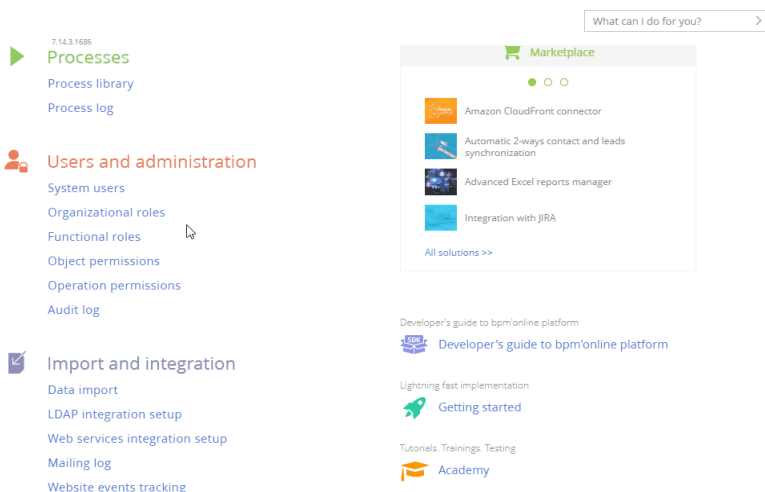 What can I do for you?
7.14.3.1686
Processes
Process library
Process log
Users and administration
System users
Organizational roles
Functional roles
Object permissions
Operation permissions
Audit log
Import and integration
Data import
LDAP integration setup
Web services integration setup
Mailing log
Website events tracking
Marketplace
Amazon CloudFront connector
Automatic 2-ways contact and leads
synchronization
Advanced Excel reports manager
Integration with JIRA
All solutions >>
Developer's guide to bpm'online platform
SDK
Developer's guide to bpm'online platform
Lightning fast implementation
Getting started
Tutorials. Trainings. Testing
Academy